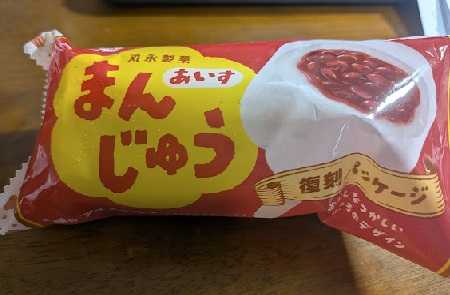 丸永製菓
あいす
まん
じゅう
復刻パッケージ